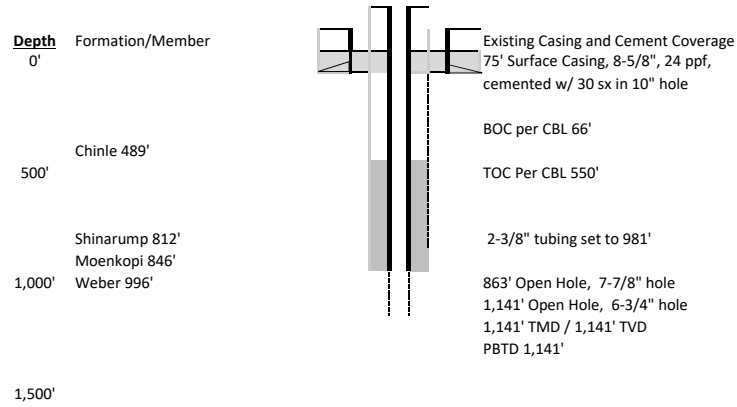 Depth Formation/Member Existing Casing and Cement Coverage
0' 75' Surface Casing, 8-5/8", 24 ppf,
cemented w/ 30 sx in 10" hole
BOC per CBL 66'
Chinle 489'
500' TOC Per CBL 550'
Shinarump 812' 2-3/8" tubing set to 981'
Moenkopi 846'
1,000' Weber 996' 863' Open Hole, 7-7/8" hole
1,141' Open Hole, 6-3/4" hole
1,141' TMD / 1,141' TVD
PBTD 1,141'
1,500'